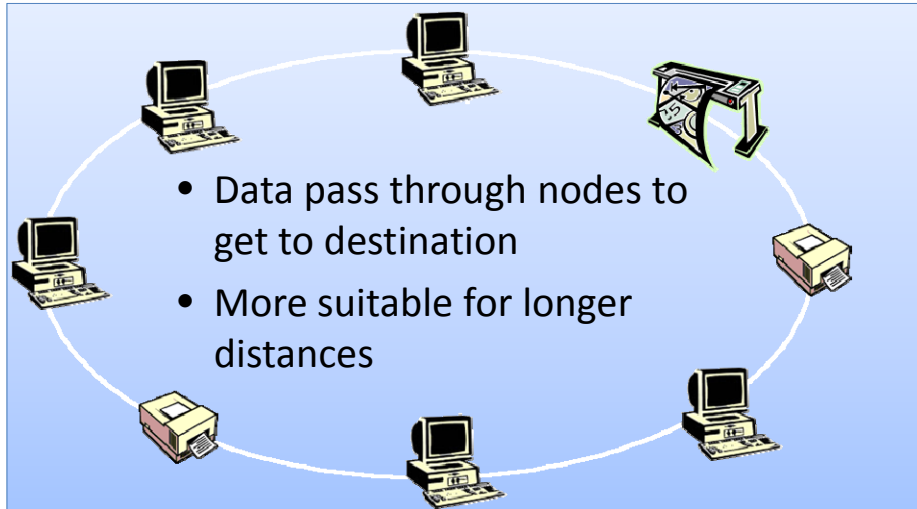 • Data pass through nodes to
get to destination
• More suitable for longer
distances